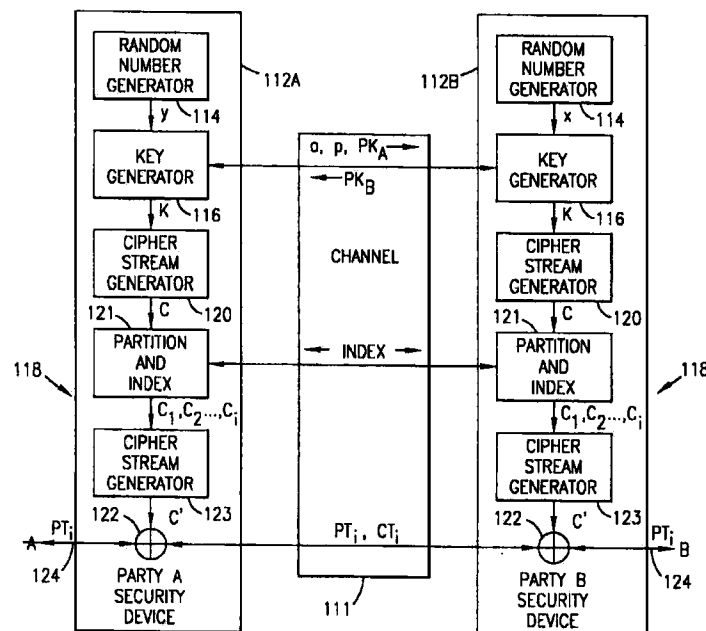 RANDOM
NUMBER
GENERATOR
112A
114
y
KEY
GENERATOR
116
K
CIPHER
STREAM
GENERATOR
120
C
121
PARTITION
AND
INDEX
118
C1, C2...,Ci
CIPHER
STREAM
GENERATOR
123
C'
122
A
PTi
124
PARTY A
SECURITY
DEVICE
a, p, PKA
PKB
CHANNEL
INDEX
PTi, CTi
111
RANDOM
NUMBER
GENERATOR
112B
114
x
KEY
GENERATOR
116
K
CIPHER
STREAM
GENERATOR
120
C
121
PARTITION
AND
INDEX
118
C1, C2...,Ci
CIPHER
STREAM
GENERATOR
123
C'
122
PTi
B
124
PARTY B
SECURITY
DEVICE